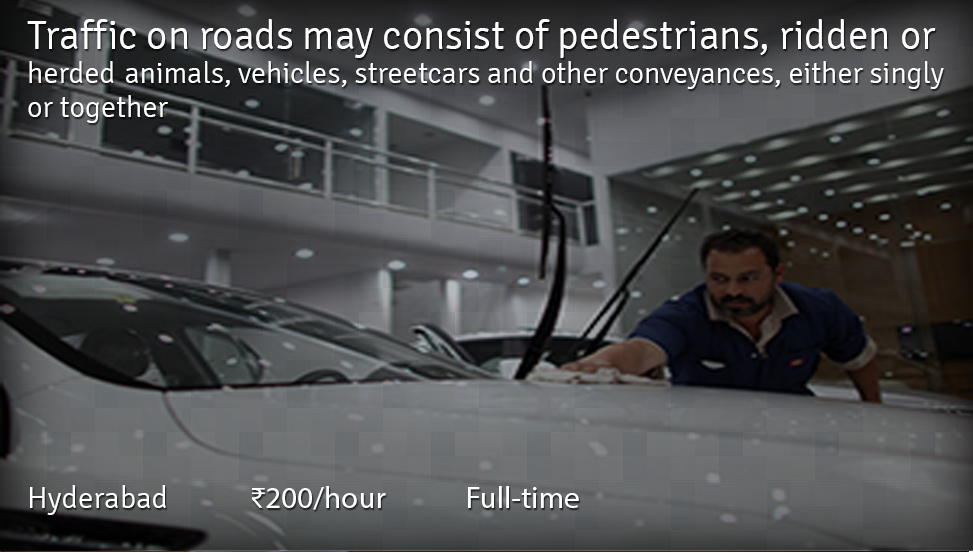 Traffic on roads may consist of pedestrians, ridden or
herded animals, vehicles, streetcars and other conveyances, either singly
or together
Hyderabad ₹200/hour Full-time